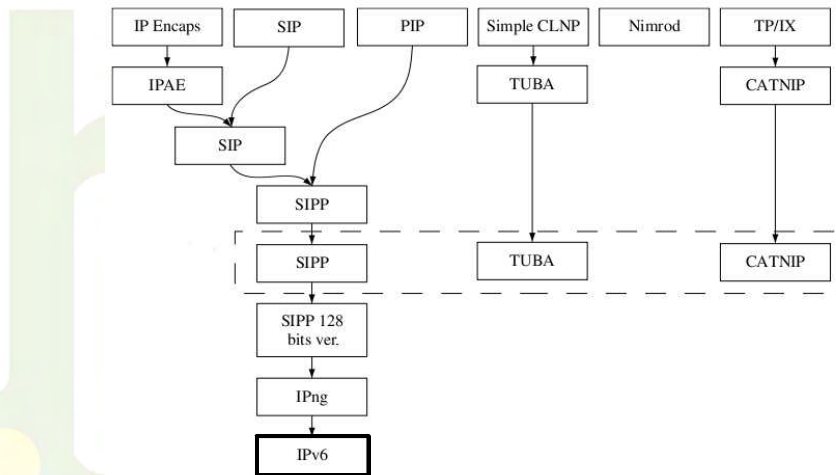 IP Encaps
SIP
PIP
Simple CLNP
Nimrod
TP/IX
IPAE
TUBA
CATNIP
SIP
SIPP
SIPP
TUBA
CATNIP
SIPP 128
bits ver.
IPng
IPv6